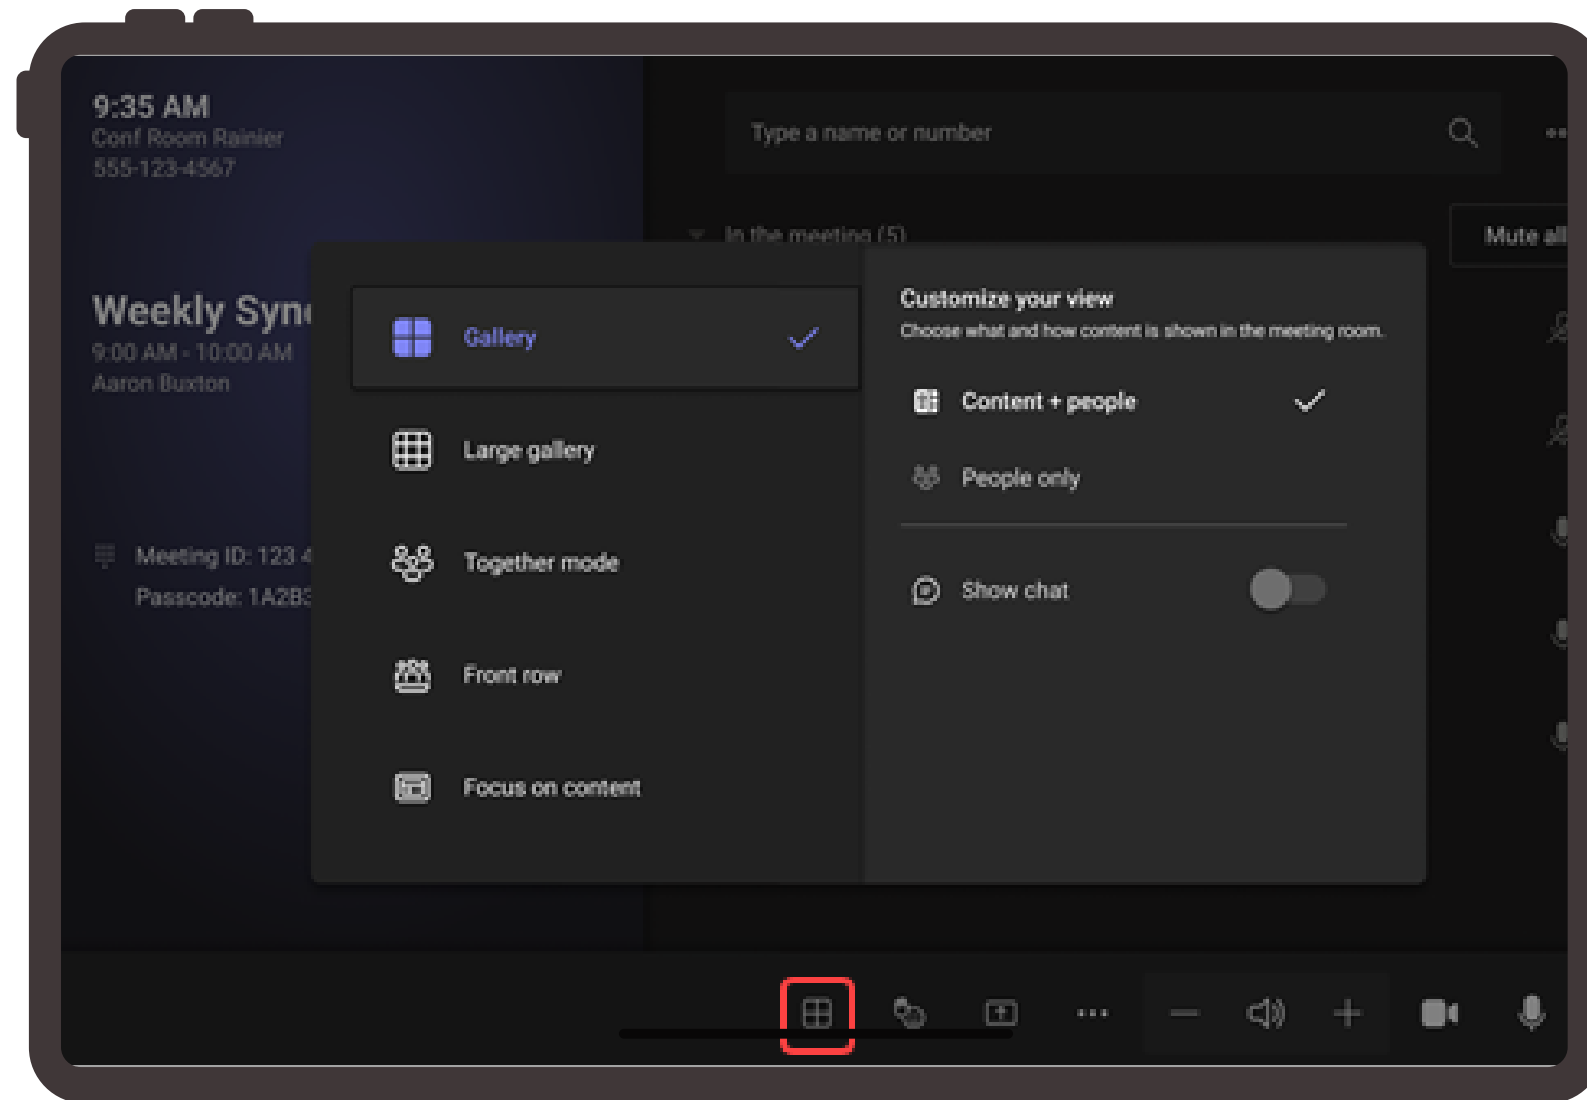 9:35 AM
Conf Room Rainier
555-123-4567
Type a name or number
In the meeting (5)
Mute all
Weekly Sync
9:00 AM - 10:00 AM
Aaron Buxton
Meeting ID: 123 4
Passcode: 1A2B3
Gallery
Large gallery
Together mode
Front row
Focus on content
Customize your view
Choose what and how content is shown in the meeting room.
Content + people
People only
Show chat